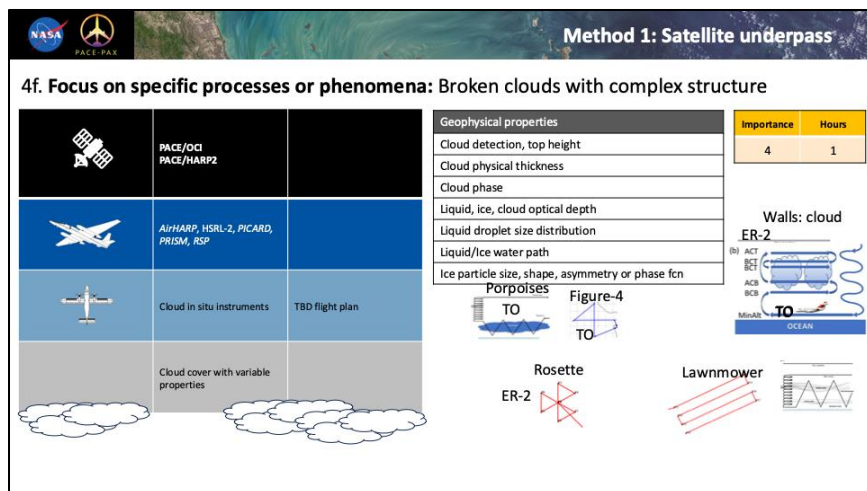 NASA
PACE-PAX
Method 1: Satellite underpass
4f. Focus on specific processes or phenomena: Broken clouds with complex structure
PACE/OCI
PACE/HARP2
AirHARP, HSRL-2, PICARD,
PRISM, RSP
Cloud in situ instruments
TBD flight plan
Cloud cover with variable
properties
Geophysical properties
Cloud detection, top height
Cloud physical thickness
Cloud phase
Liquid, ice, cloud optical depth
Liquid droplet size distribution
Liquid/Ice water path
Ice particle size, shape, asymmetry or phase fcn
Importance Hours
4 1
Walls: cloud
ER-2
(b) ACT
BCT
BCT
ACB
BCB
MinAlt
TO
OCEAN
Porpoises
TO
Figure-4
TO
Rosette
ER-2
Lawnmower